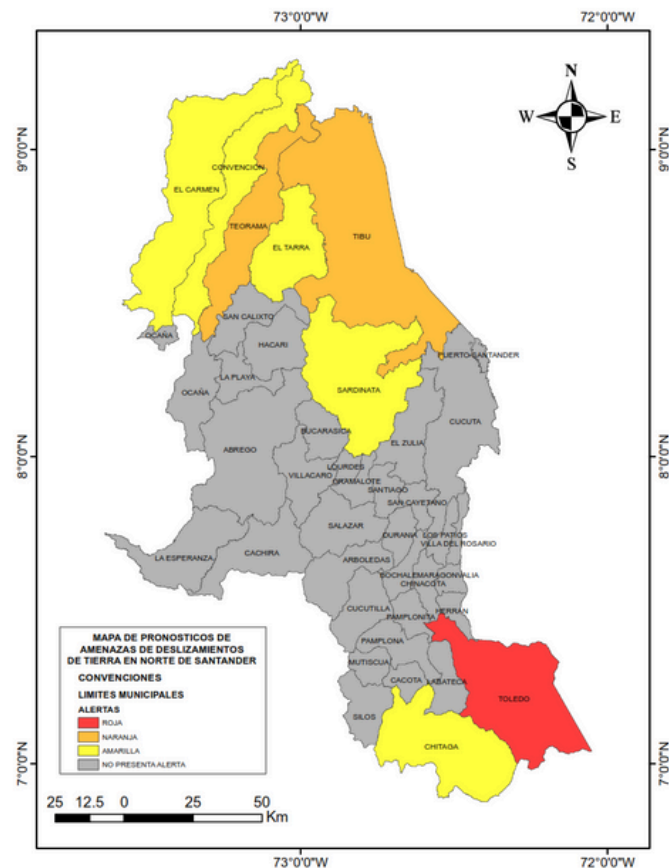 73°0'0"W 72°0'0"W
N
W E
S
9°0'0"N 9°0'0"N
CONVENCIÓN
EL CARMEN
TEORAMA
TIBU
EL TARRA
SAN CALIXTO
OCAÑA
HACARI
PUERTO SANTANDER
LA PLAYA
OCAÑA
SARDINATA
CUCUTA
BUCARASICA
EL ZULIA
ABREGO
8°0'0"N 8°0'0"N
LOURDES
VILLACARO
GRAMALOTE
SANTIAGO
SAN CAYETANO
SALAZAR
DURANIA
LOS PATIOS
VILLA DEL ROSARIO
LA ESPERANZA
CACHIRA
ARBOLEDAS
BOCHALEMA
RAGONVALIA
CHINACOTA
CUCUTILLA
PAMPLONITA
HERRAN
PAMPLONA
MUTISCUA
CACOTA
LABATECA
TOLEDO
SILOS
CHITAGA
MAPA DE PRONOSTICOS DE
AMENAZAS DE DESLIZAMIENTOS
DE TIERRA EN NORTE DE SANTANDER
CONVENCIONES
LIMITES MUNICIPALES
ALERTAS
ROJA
NARANJA
AMARILLA
NO PRESENTA ALERTA
7°0'0"N 7°0'0"N
25 12.5 0 25 50
Km
73°0'0"W 72°0'0"W